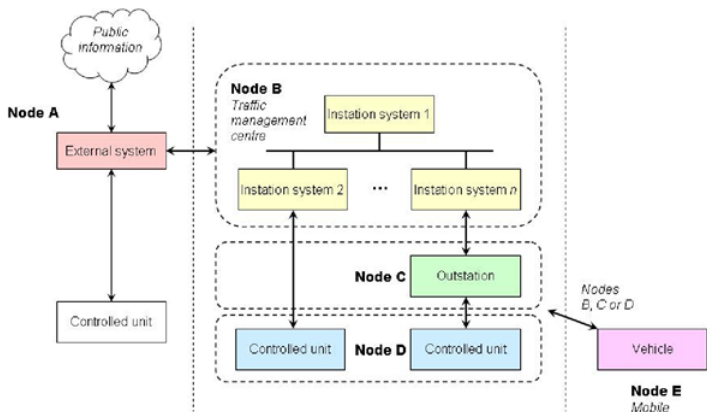 Public
information
Node A
External system
Controlled unit
Node B
Traffic
management
centre
Instation system 1
Instation system 2
...
Instation system n
Node C
Outstation
Controlled unit
Node D
Controlled unit
Nodes
B, C or D
Vehicle
Node E
Mobile